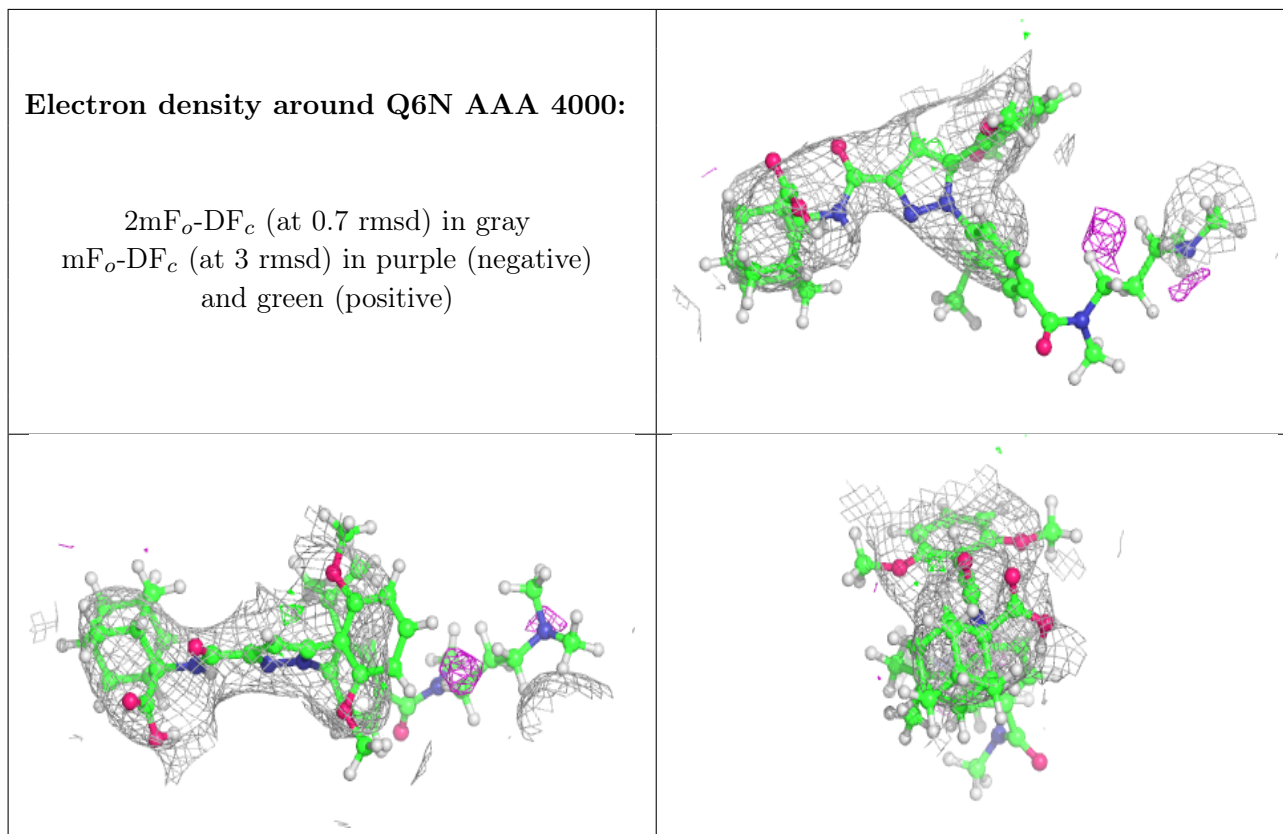 Electron density around Q6N AAA 4000:
2mFo-DFc (at 0.7 rmsd) in gray
mFo-DFc (at 3 rmsd) in purple (negative)
and green (positive)